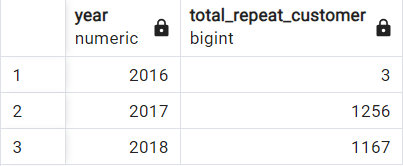 year total_repeat_customer
numeric bigint
1 2016 3
2 2017 1256
3 2018 1167